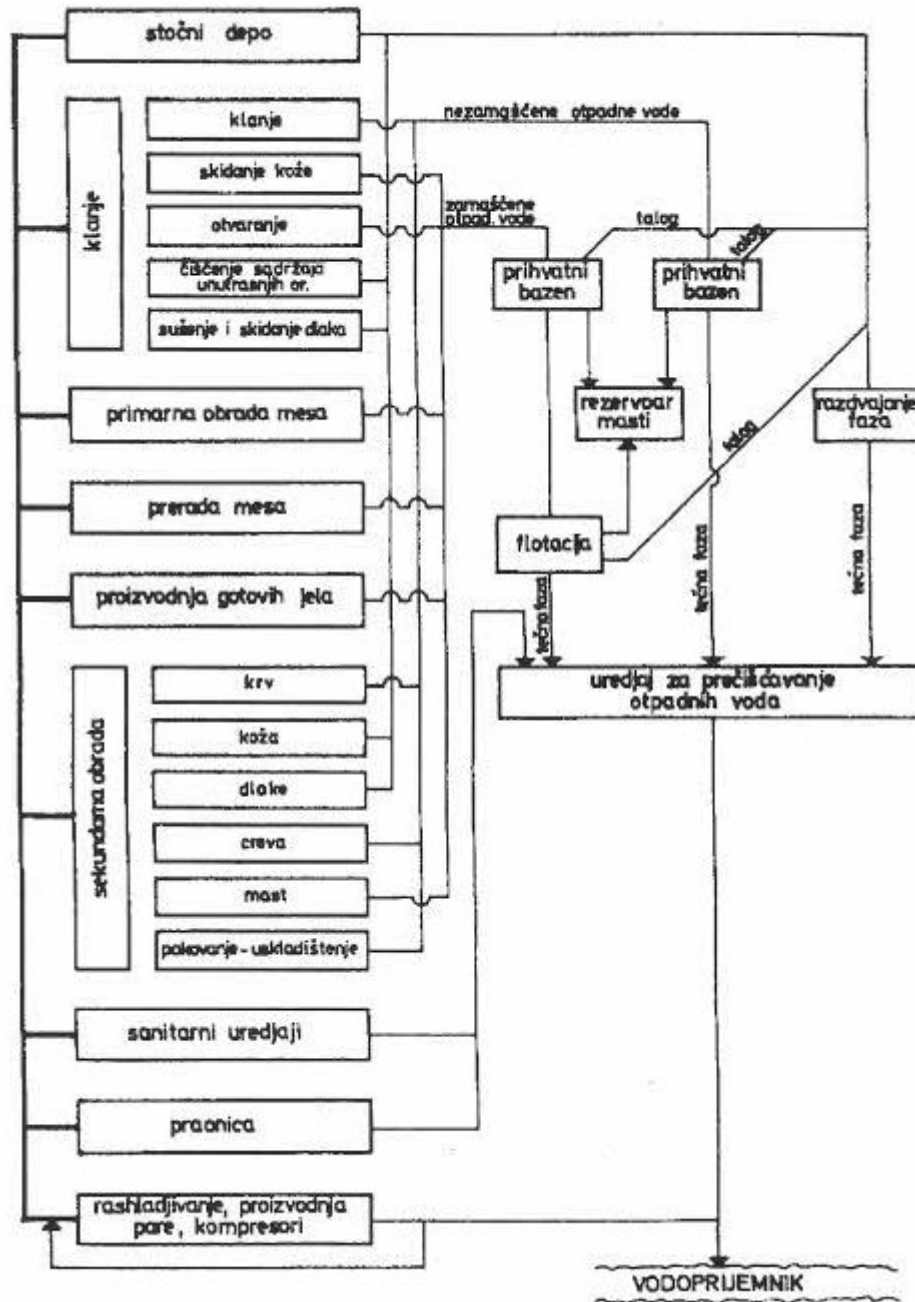 stočni depo
klanje
klanje
skidanje kože
otvaranje
čišćenje sadržaja
unutrasnjih or.
sušenje i skidanje dlaka
primarna obrada mesa
prerada mesa
proizvodnja gotovih jela
sekundarna obrada
krv
koža
dlake
creva
mast
pakovanje-uskladištenje
sanitarni uredjaji
praonica
rashladjivanje, proizvodnja
pare, kompresori
nezamašćene otpadne vode
zamašćene
otpad. vode
talog
talog
prihvatni
bazen
prihvatni
bazen
rezervoar
masti
razdvajanje
faza
talog
flotacija
tečna faza
tečna faza
tečna faza
uredjaj za prečišćavanje
otpadnih voda
VODOPRIJEMNIK